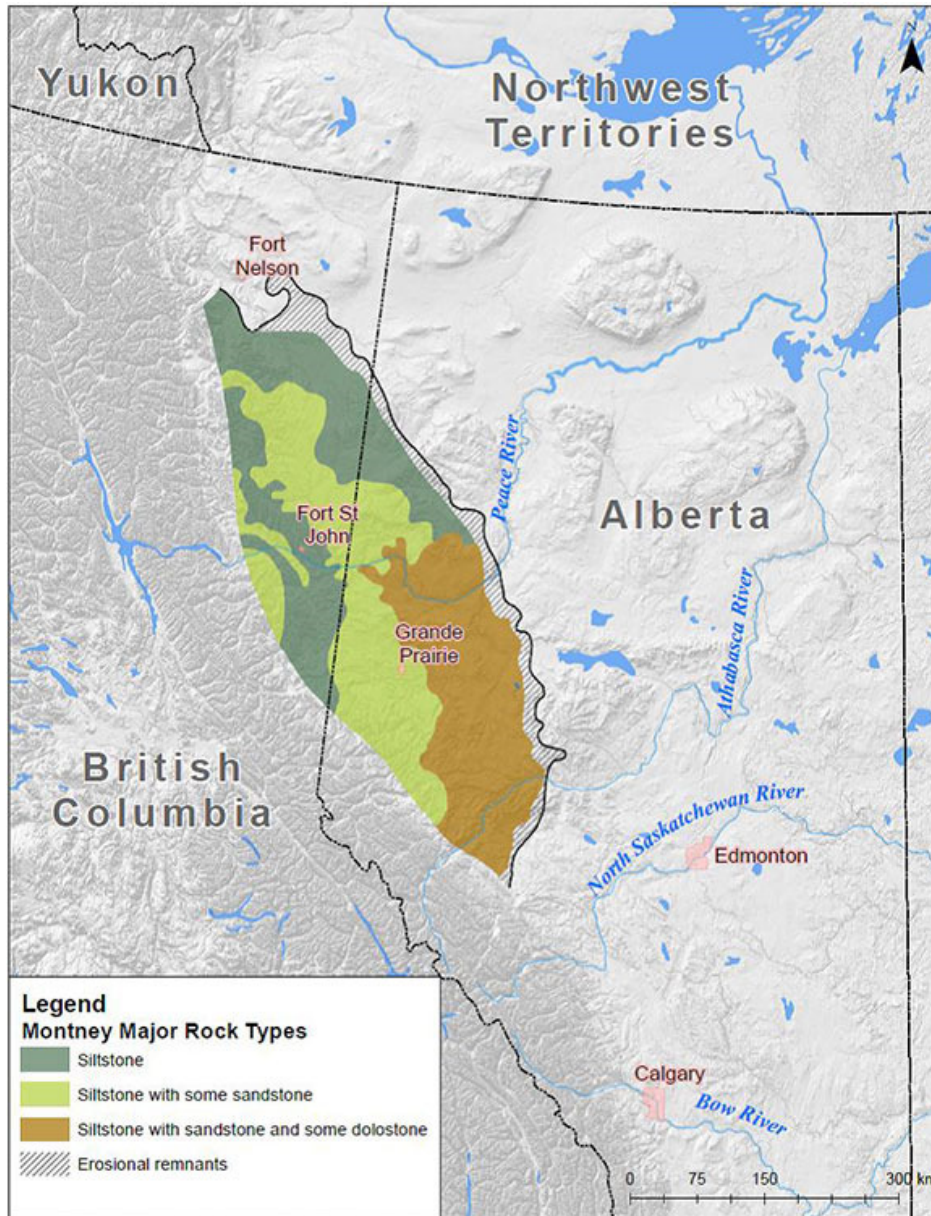 Yukon
Northwest
Territories
N
Fort
Nelson
Peace River
Fort St
John
Alberta
Grande
Prairie
Athabasca River
British
Columbia
North Saskatchewan River
Edmonton
Calgary
Bow River
Legend
Montney Major Rock Types
Siltstone
Siltstone with some sandstone
Siltstone with sandstone and some dolostone
Erosional remnants
0 75 150 300 km